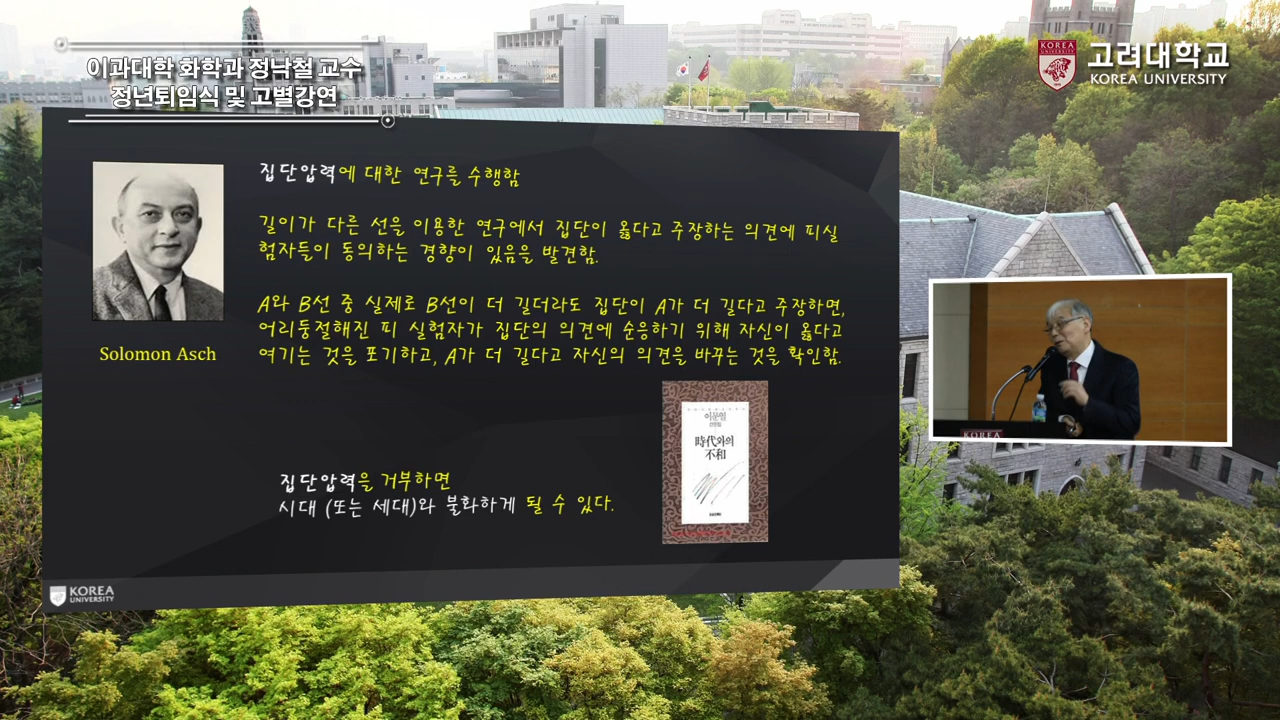 이과대학 화학과 정낙철 교수
정년퇴임식 및 고별강연
KOREA
UNIVERSITY
고려대학교
KOREA UNIVERSITY
집단압력에 대한 연구를 수행함
길이가 다른 선을 이용한 연구에서 집단이 옳다고 주장하는 의견에 피실
험자들이 동의하는 경향이 있음을 발견함.
A와 B선 중 실제로 B선이 더 길더라도 집단이 A가 더 길다고 주장하면,
어리둥절해진 피 실험자가 집단의 의견에 순응하기 위해 자신이 옳다고
여기는 것을 포기하고, A가 더 길다고 자신의 의견을 바꾸는 것을 확인함.
Solomon Asch
이문열
時代와의
不和
집단압력을 거부하면
시대 (또는 세대)와 불화하게 될 수 있다.
KOREA
KOREA
UNIVERSITY